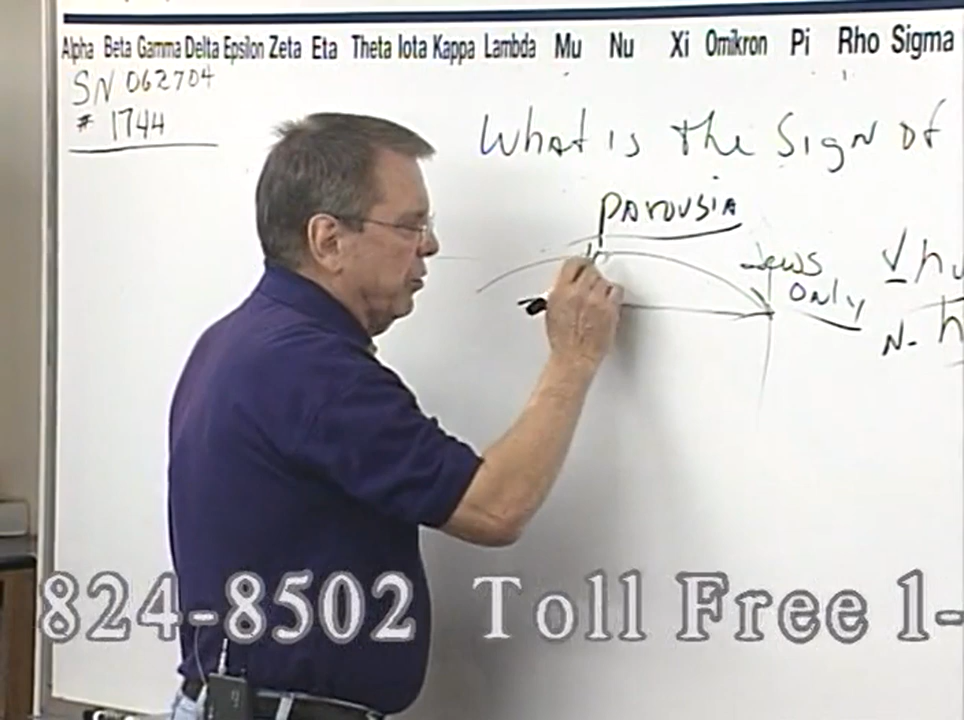 Alpha Beta Gamma Delta Epsilon Zeta Eta Theta Iota Kappa Lambda Mu Nu Xi Omikron Pi Rho Sigma
SN 062704
# 1744
What is the Sign Of
parousia
Jews
only
V
N-
824-8502 Toll Free 1-